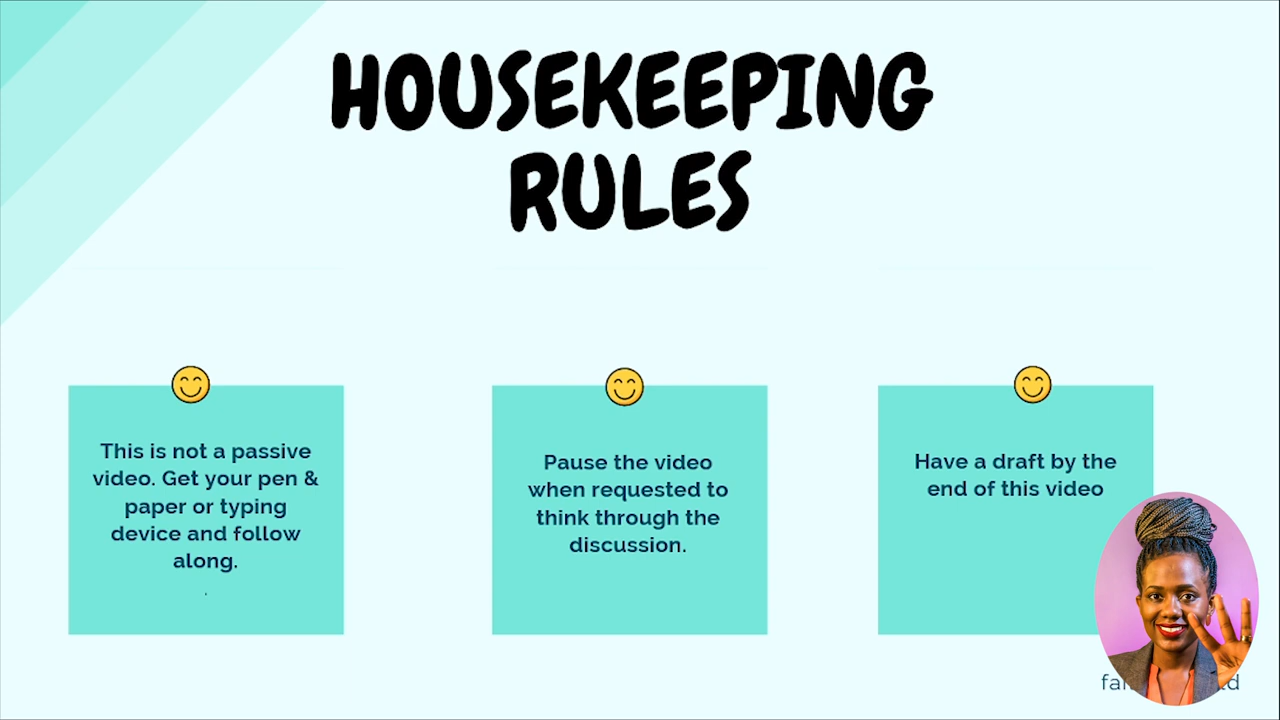 HOUSEKEEPING
RULES
This is not a passive
video. Get your pen &
paper or typing
device and follow
along.
.
Pause the video
when requested to
think through the
discussion.
Have a draft by the
end of this video